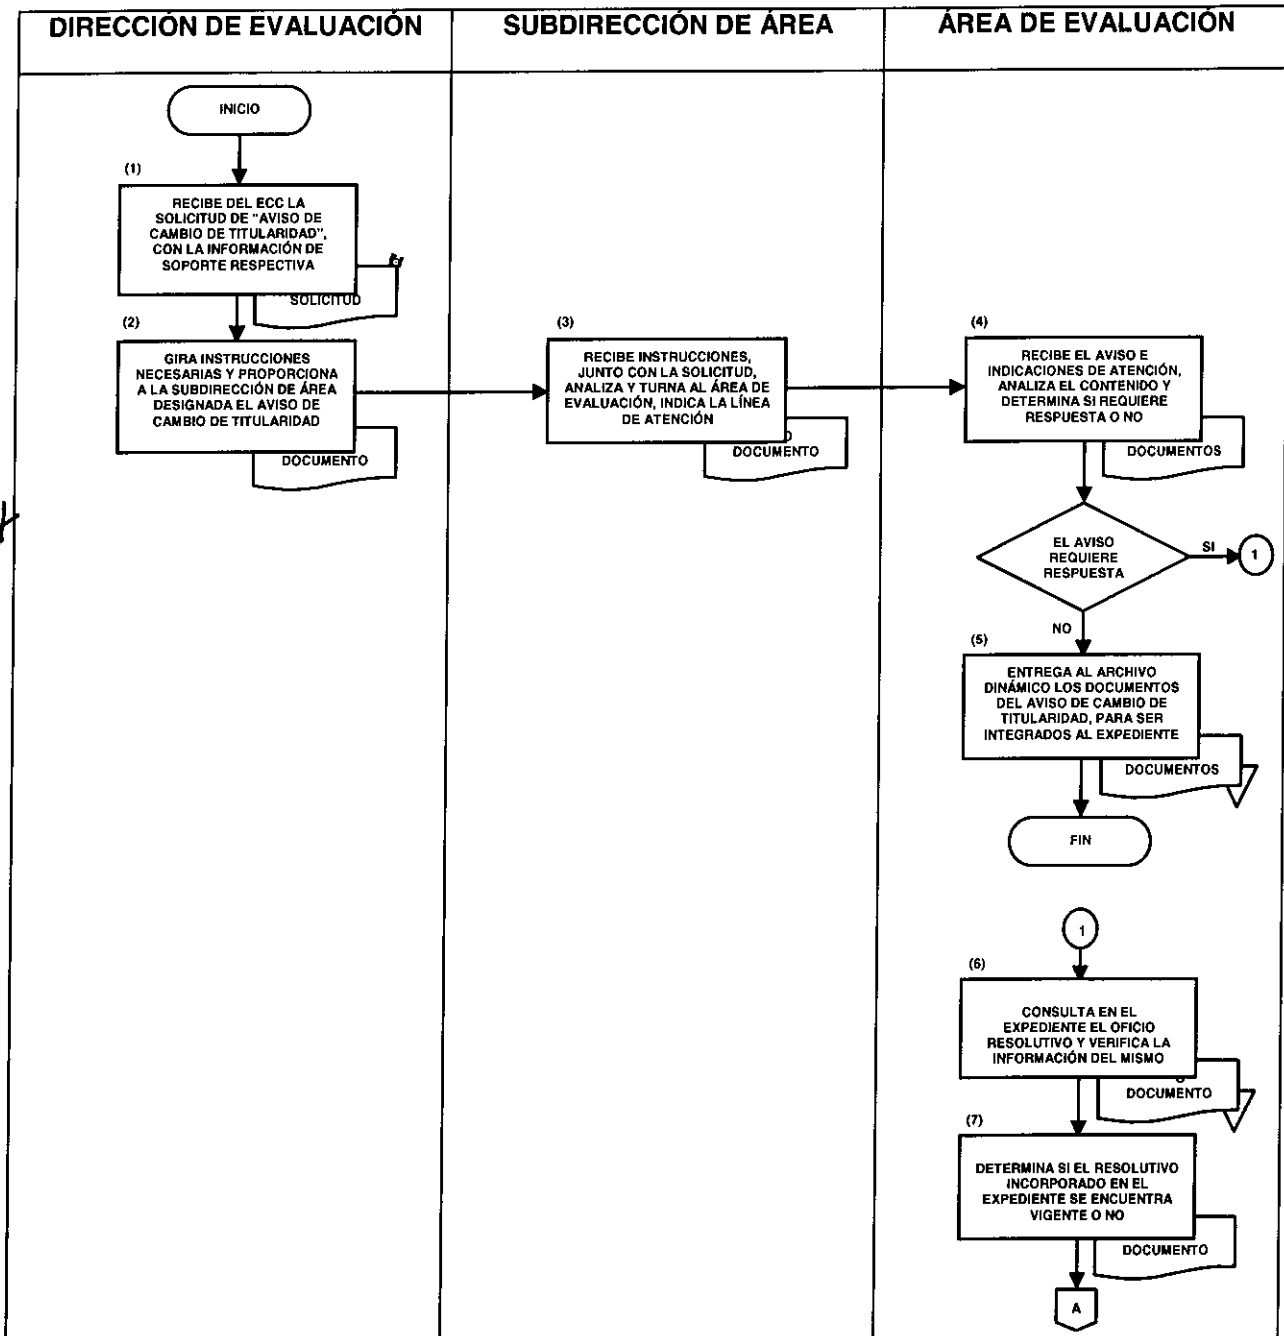 DIRECCIÓN DE EVALUACIÓN
SUBDIRECCIÓN DE ÁREA
ÁREA DE EVALUACIÓN
INICIO
(1)
RECIBE DEL ECC LA
SOLICITUD DE "AVISO DE
CAMBIO DE TITULARIDAD",
CON LA INFORMACIÓN DE
SOPORTE RESPECTIVA
SOLICITUD
(2)
GIRA INSTRUCCIONES
NECESARIAS Y PROPORCIONA
A LA SUBDIRECCIÓN DE ÁREA
DESIGNADA EL AVISO DE
CAMBIO DE TITULARIDAD
DOCUMENTO
(3)
RECIBE INSTRUCCIONES,
JUNTO CON LA SOLICITUD,
ANALIZA Y TURNA AL ÁREA DE
EVALUACIÓN, INDICA LA LÍNEA
DE ATENCIÓN
DOCUMENTO
(4)
RECIBE EL AVISO E
INDICACIONES DE ATENCIÓN,
ANALIZA EL CONTENIDO Y
DETERMINA SI REQUIERE
RESPUESTA O NO
DOCUMENTOS
EL AVISO
REQUIERE
RESPUESTA
SI
1
NO
(5)
ENTREGA AL ARCHIVO
DINÁMICO LOS DOCUMENTOS
DEL AVISO DE CAMBIO DE
TITULARIDAD, PARA SER
INTEGRADOS AL EXPEDIENTE
DOCUMENTOS
FIN
1
(6)
CONSULTA EN EL
EXPEDIENTE EL OFICIO
RESOLUTIVO Y VERIFICA LA
INFORMACIÓN DEL MISMO
DOCUMENTO
(7)
DETERMINA SI EL RESOLUTIVO
INCORPORADO EN EL
EXPEDIENTE SE ENCUENTRA
VIGENTE O NO
DOCUMENTO
A